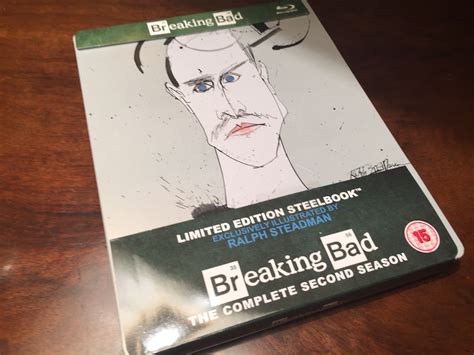 Breaking Bad
LIMITED EDITION STEELBOOK™
EXCLUSIVELY ILLUSTRATED BY
RALPH STEADMAN
15
Breaking Bad
THE COMPLETE SECOND SEASON